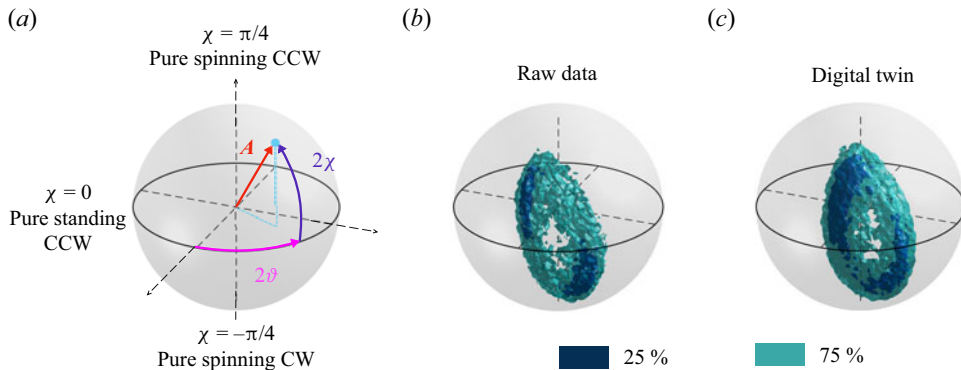 (a)
χ = π/4
Pure spinning CCW
A
2χ
χ = 0
Pure standing
CCW
2ϑ
χ = –π/4
Pure spinning CW
(b)
Raw data
(c)
Digital twin
25 %
75 %